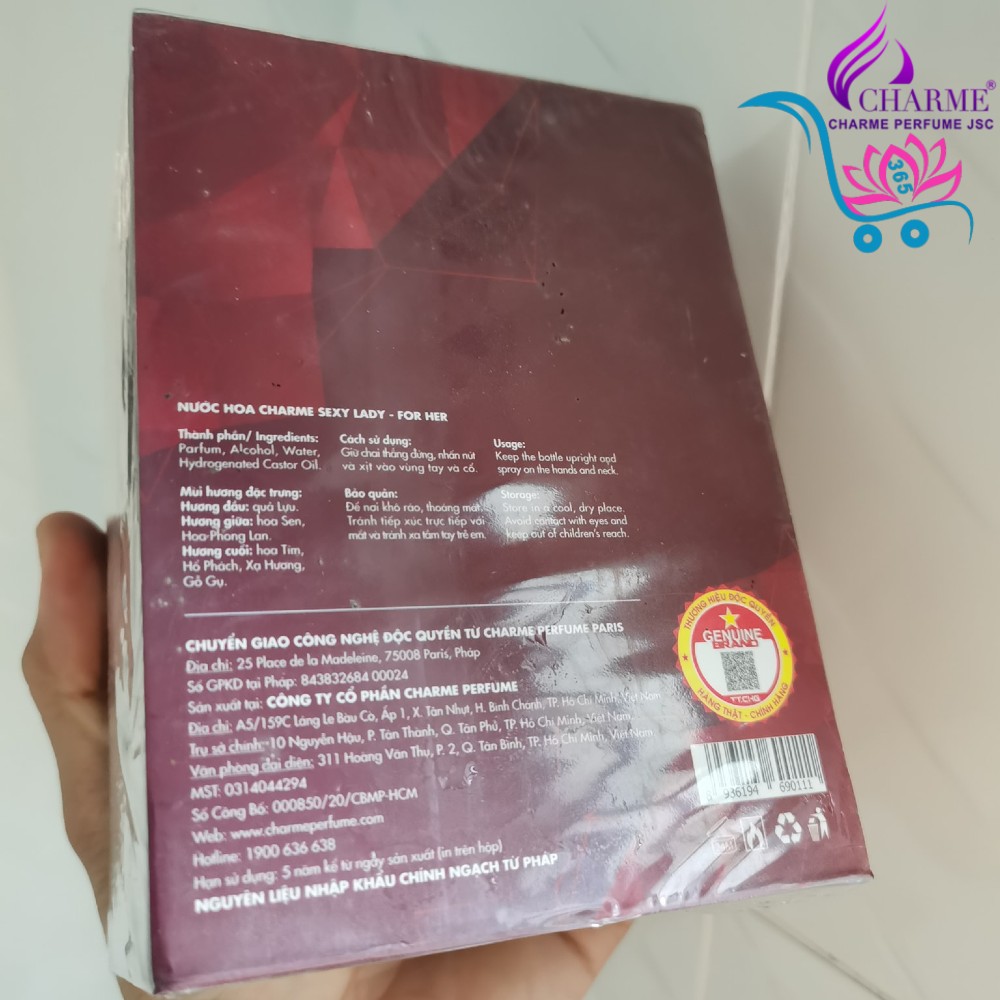 CHARME®
CHARME PERFUME JSC
365
NƯỚC HOA CHARME SEXY LADY - FOR HER
Thành phần/ Ingredients:
Parfum, Alcohol, Water,
Hydrogenated Castor Oil.
Cách sử dụng:
Giữ chai thẳng đứng, nhấn nút
và xịt vào vùng tay và cổ.
Usage:
Keep the bottle upright and
spray on the hands and neck.
Mùi hương đặc trưng:
Hương đầu: quả Lựu.
Hương giữa: hoa Sen,
Hoa Phong Lan.
Hương cuối: hoa Tím,
Hổ Phách, Xạ Hương,
Gỗ Gụ.
Bảo quản:
Để nơi khô ráo, thoáng mát.
Tránh tiếp xúc trực tiếp với
mắt và tránh xa tầm tay trẻ em.
Storage:
Store in a cool, dry place.
Avoid contact with eyes and
keep out of children's reach.
CHUYỂN GIAO CÔNG NGHỆ ĐỘC QUYỀN TỪ CHARME PERFUME PARIS
Địa chỉ: 25 Place de la Madeleine, 75008 Paris, Pháp
Số GPKD tại Pháp: 843832684 00024
Sản xuất tại: CÔNG TY CỔ PHẦN CHARME PERFUME
Địa chỉ: A5/159C Láng Le Bàu Cò, Ấp 1, X. Tân Nhựt, H. Bình Chánh, TP. Hồ Chí Minh, Việt Nam
Trụ sở chính: 10 Nguyễn Hậu, P. Tân Thành, Q. Tân Phú, TP. Hồ Chí Minh, Việt Nam
Văn phòng đại diện: 311 Hoàng Văn Thụ, P. 2, Q. Tân Bình, TP. Hồ Chí Minh, Việt Nam
MST: 0314044294
Số Công Bố: 000850/20/CBMP-HCM
Web: www.charmeperfume.com
Hotline: 1900 636 638
Hạn sử dụng: 5 năm kể từ ngày sản xuất (in trên hộp)
NGUYÊN LIỆU NHẬP KHẨU CHÍNH NGẠCH TỪ PHÁP
THƯƠNG HIỆU ĐỘC QUYỀN
GENUINE
BRAND
TT.CHG
HÀNG THẬT - CHÍNH HÃNG
936194 690111